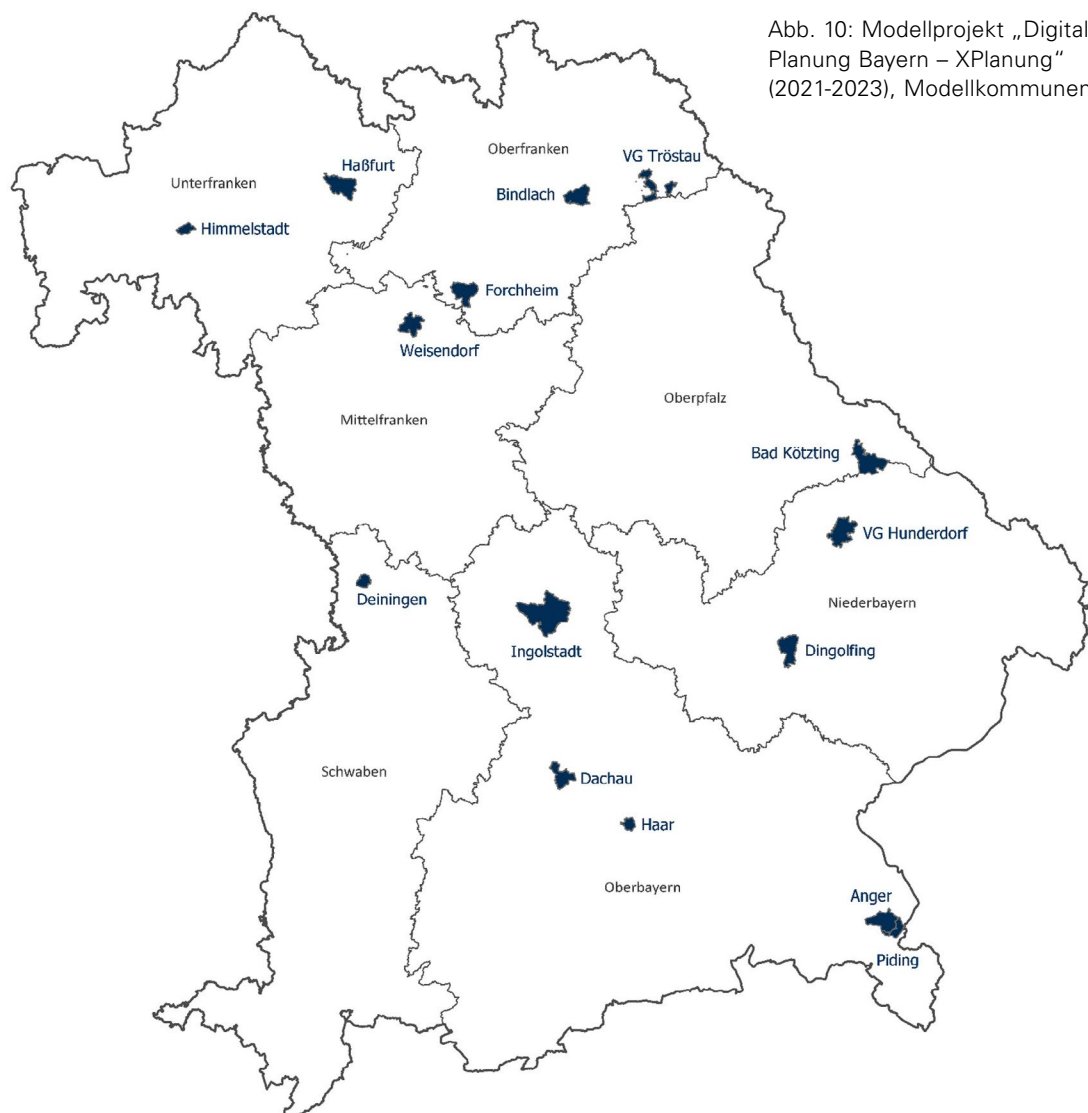 Abb. 10: Modellprojekt „Digital
Planung Bayern – XPlanung“
(2021-2023), Modellkommuner
Oberfranken
VG Tröstau
Haßfurt
Unterfranken
Bindlach
Himmelstadt
Forchheim
Weisendorf
Oberpfalz
Mittelfranken
Bad Kötzting
VG Hunderdorf
Deiningen
Niederbayern
Ingolstadt
Dingolfing
Schwaben
Dachau
Haar
Oberbayern
Anger
Piding